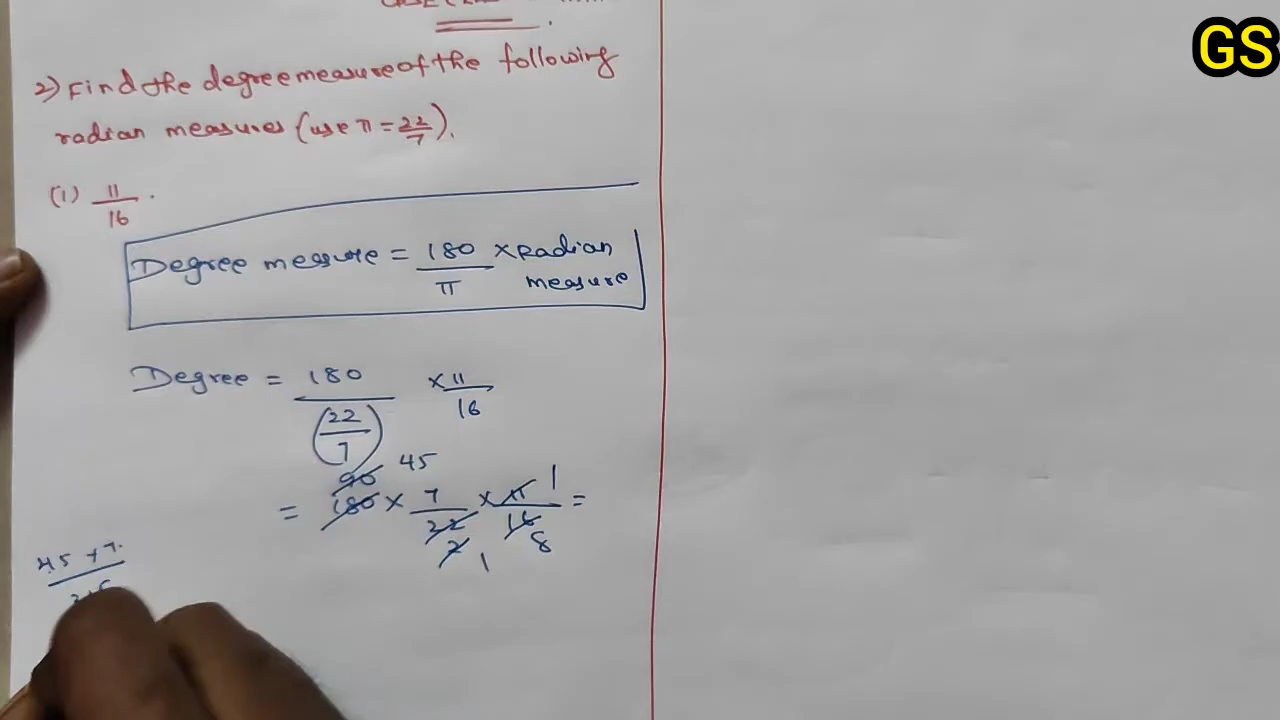 GS
2) Find the degree measure of the following
radian measures (use π = 22/7).
(1) 11/16.
Degree measure = 180/π × Radian measure
Degree = 180/(22/7) × 11/16
90 45 1
= 180 × 7/22 × 11/16 =
2 1 8
45 × 7
315